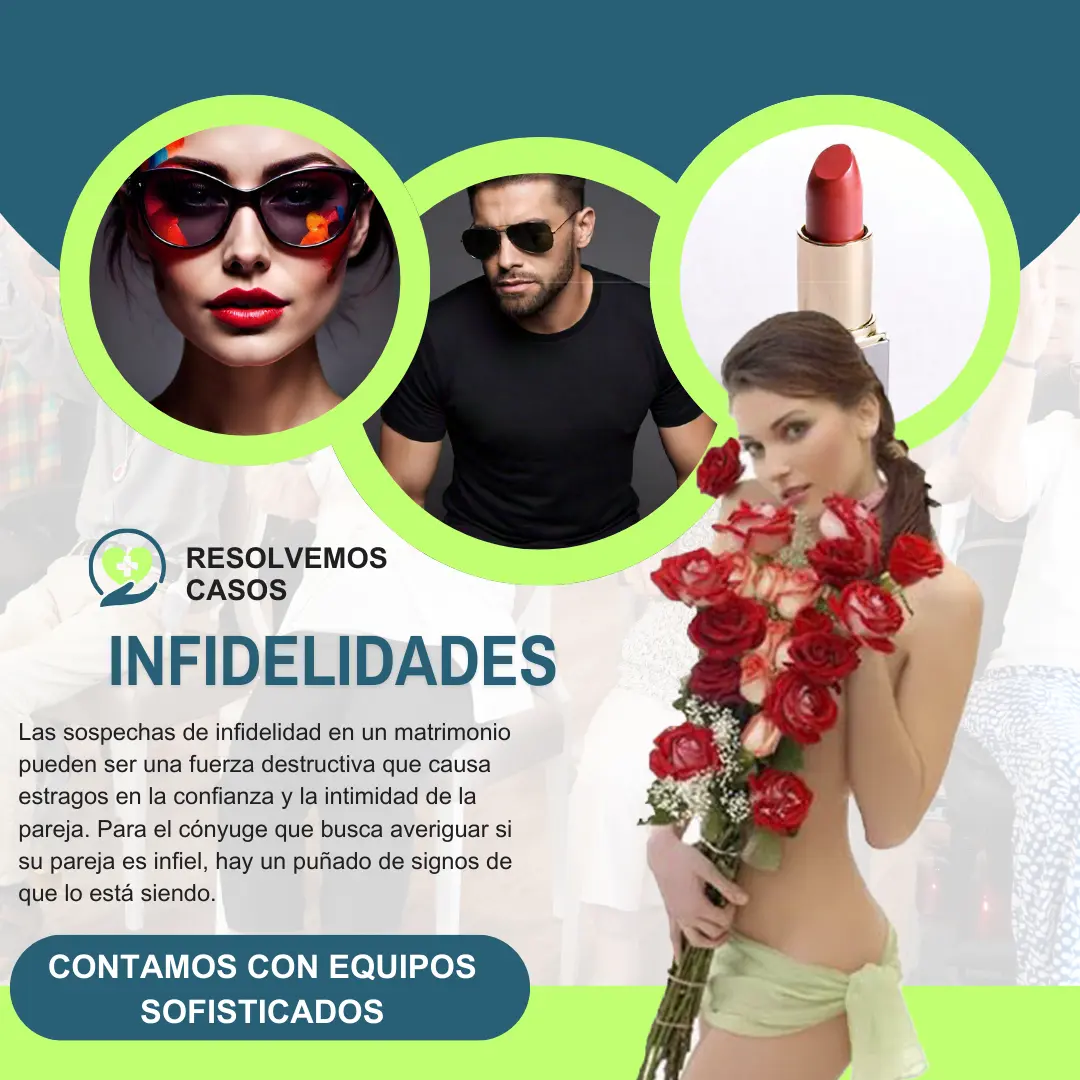 RESOLVEMOS
CASOS
INFIDELIDADES
Las sospechas de infidelidad en un matrimonio
pueden ser una fuerza destructiva que causa
estragos en la confianza y la intimidad de la
pareja. Para el cónyuge que busca averiguar si
su pareja es infiel, hay un puñado de signos de
que lo está siendo.
CONTAMOS CON EQUIPOS
SOFISTICADOS